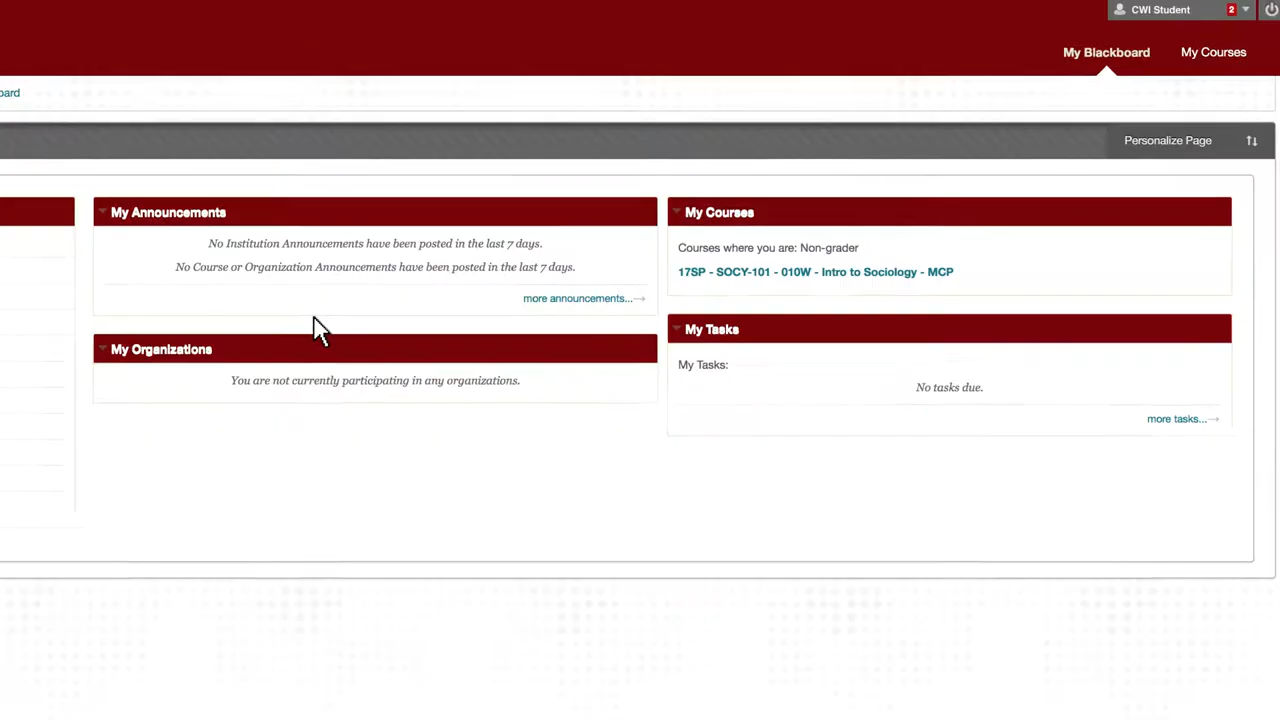 CWI Student 2
My Blackboard My Courses
oard
Personalize Page
My Announcements
No Institution Announcements have been posted in the last 7 days.
No Course or Organization Announcements have been posted in the last 7 days.
more announcements...
My Organizations
You are not currently participating in any organizations.
My Courses
Courses where you are: Non-grader
17SP - SOCY-101 - 010W - Intro to Sociology - MCP
My Tasks
My Tasks:
No tasks due.
more tasks...